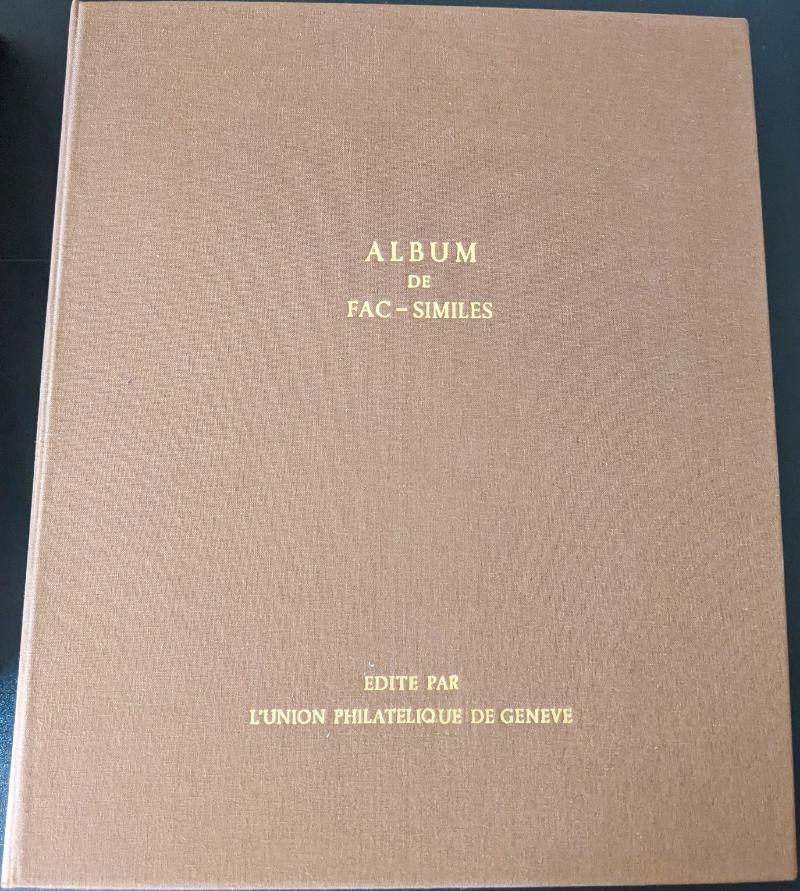 ALBUM
DE
FAC-SIMILES
EDITE PAR
L'UNION PHILATELIQUE DE GENEVE